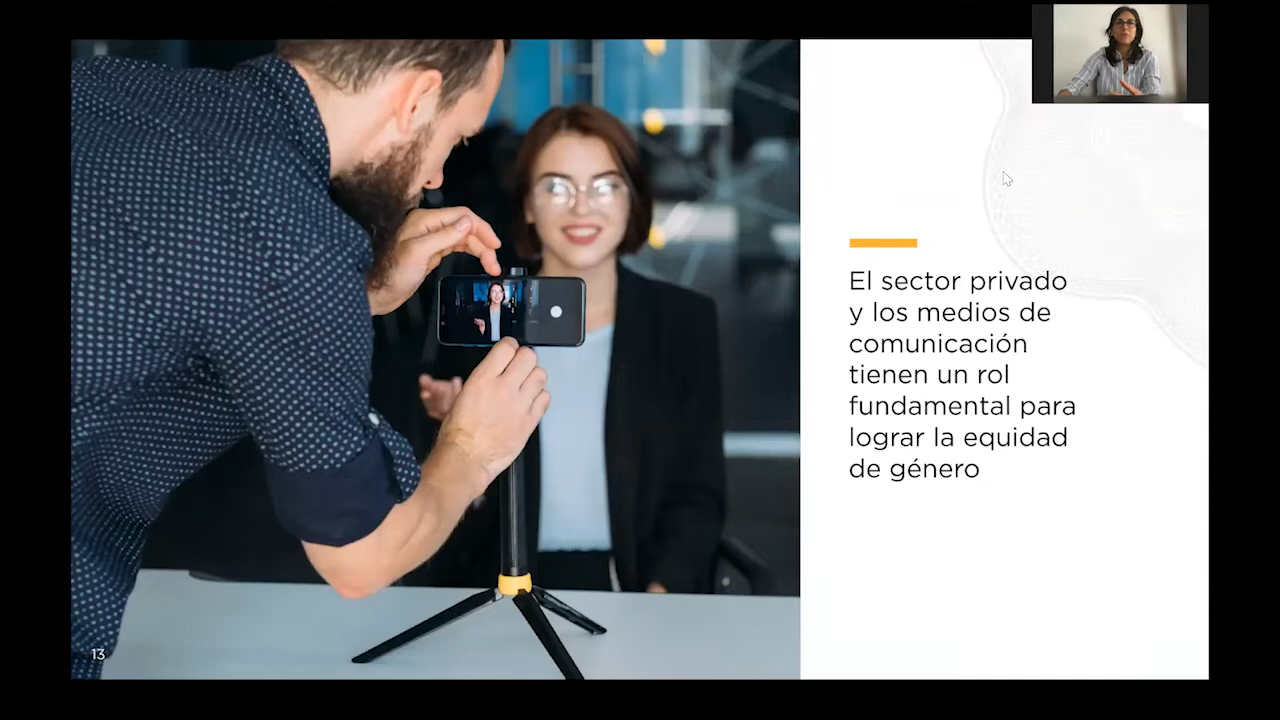 El sector privado
y los medios de
comunicación
tienen un rol
fundamental para
lograr la equidad
de género
13